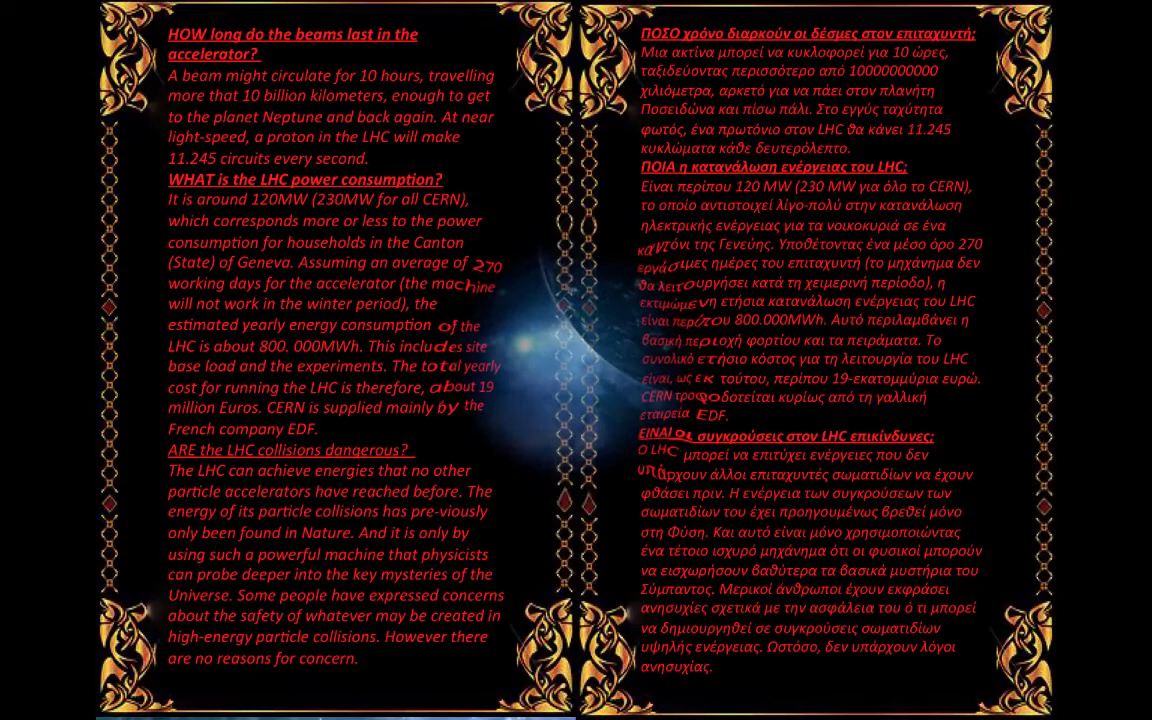 HOW long do the beams last in the
accelerator?
A beam might circulate for 10 hours, travelling
more that 10 billion kilometers, enough to get
to the planet Neptune and back again. At near
light-speed, a proton in the LHC will make
11.245 circuits every second.
WHAT is the LHC power consumption?
It is around 120MW (230MW for all CERN),
which corresponds more or less to the power
consumption for households in the Canton
(State) of Geneva. Assuming an average of 270
working days for the accelerator (the machine
will not work in the winter period), the
estimated yearly energy consumption of the
LHC is about 800. 000MWh. This includes site
base load and the experiments. The total yearly
cost for running the LHC is therefore, about 19
million Euros. CERN is supplied mainly by the
French company EDF.
ARE the LHC collisions dangerous?
The LHC can achieve energies that no other
particle accelerators have reached before. The
energy of its particle collisions has pre-viously
only been found in Nature. And it is only by
using such a powerful machine that physicists
can probe deeper into the key mysteries of the
Universe. Some people have expressed concerns
about the safety of whatever may be created in
high-energy particle collisions. However there
are no reasons for concern.
ΠΟΣΟ χρόνο διαρκούν οι δέσμες στον επιταχυντή;
Μια ακτίνα μπορεί να κυκλοφορεί για 10 ώρες,
ταξιδεύοντας περισσότερο από 10000000000
χιλιόμετρα, αρκετό για να πάει στον πλανήτη
Ποσειδώνα και πίσω πάλι. Στο εγγύς ταχύτητα
φωτός, ένα πρωτόνιο στον LHC θα κάνει 11.245
κυκλώματα κάθε δευτερόλεπτο.
ΠΟΙΑ η κατανάλωση ενέργειας του LHC;
Είναι περίπου 120 MW (230 MW για όλο το CERN),
το οποίο αντιστοιχεί λίγο-πολύ στην κατανάλωση
ηλεκτρικής ενέργειας για τα νοικοκυριά σε ένα
καντόνι της Γενεύης. Υποθέτοντας ένα μέσο όρο 270
εργάσιμες ημέρες του επιταχυντή (το μηχάνημα δεν
θα λειτουργήσει κατά τη χειμερινή περίοδο), η
εκτιμώμενη ετήσια κατανάλωση ενέργειας του LHC
είναι περίπου 800.000MWh. Αυτό περιλαμβάνει η
βασική περιοχή φορτίου και τα πειράματα. Το
συνολικό ετήσιο κόστος για τη λειτουργία του LHC
είναι, ως εκ τούτου, περίπου 19-εκατομμύρια ευρώ.
CERN τροφοδοτείται κυρίως από τη γαλλική
εταιρεία EDF.
ΕΙΝΑΙ οι συγκρούσεις στον LHC επικίνδυνες;
Ο LHC μπορεί να επιτύχει ενέργειες που δεν
υπήρχουν άλλοι επιταχυντές σωματιδίων να έχουν
φθάσει πριν. Η ενέργεια των συγκρούσεων των
σωματιδίων του έχει προηγουμένως βρεθεί μόνο
στη Φύση. Και αυτό είναι μόνο χρησιμοποιώντας
ένα τέτοιο ισχυρό μηχάνημα ότι οι φυσικοί μπορούν
να εισχωρήσουν βαθύτερα τα βασικά μυστήρια του
Σύμπαντος. Μερικοί άνθρωποι έχουν εκφράσει
ανησυχίες σχετικά με την ασφάλεια του ό τι μπορεί
να δημιουργηθεί σε συγκρούσεις σωματιδίων
υψηλής ενέργειας. Ωστόσο, δεν υπάρχουν λόγοι
ανησυχίας.